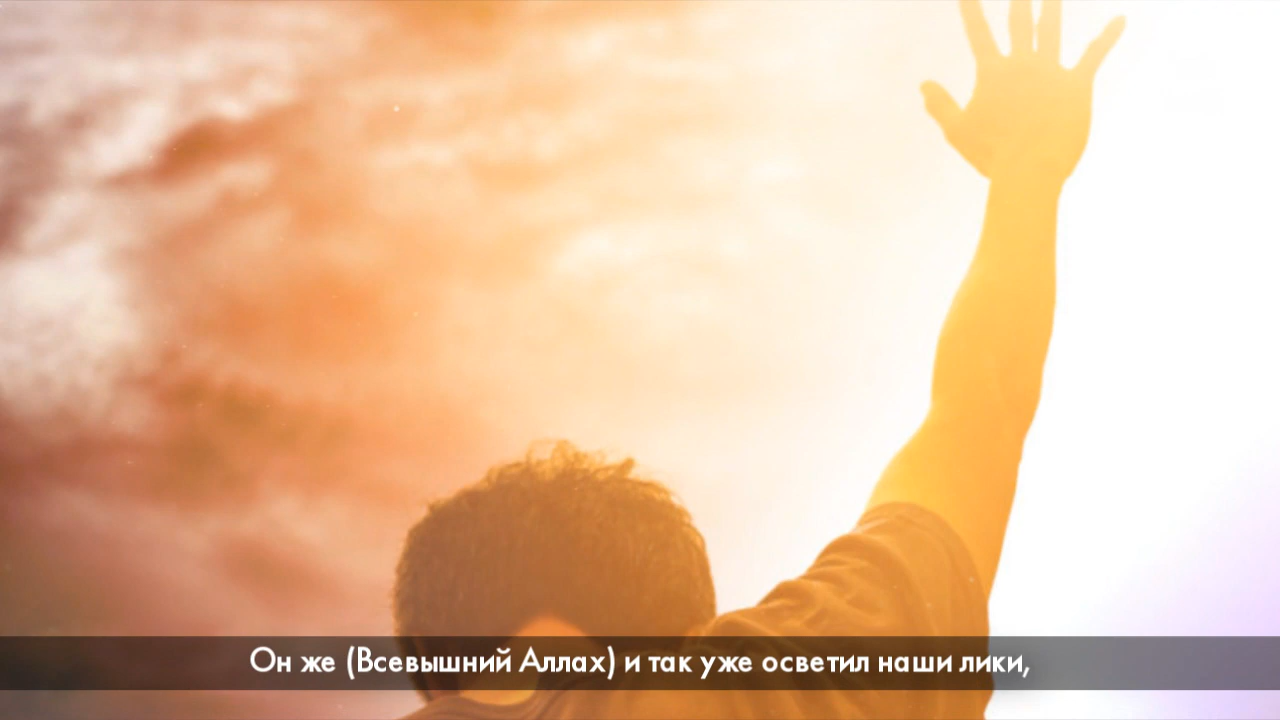 Он же (Всевышний Аллах) и так уже осветил наши лики,